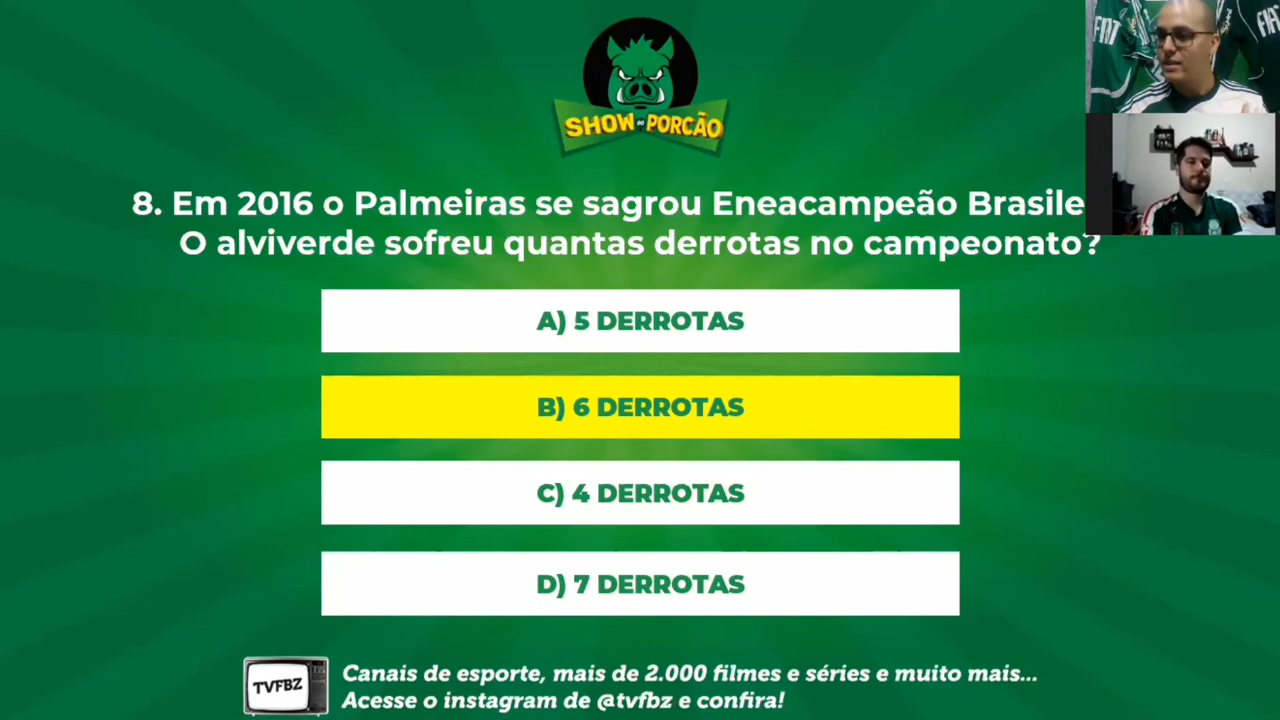 SHOW DO PORCÃO
8. Em 2016 o Palmeiras se sagrou Eneacampeão Brasile
O alviverde sofreu quantas derrotas no campeonato?
A) 5 DERROTAS
B) 6 DERROTAS
C) 4 DERROTAS
D) 7 DERROTAS
TVFBZ
Canais de esporte, mais de 2.000 filmes e séries e muito mais...
Acesse o instagram de @tvfbz e confira!
FIAT